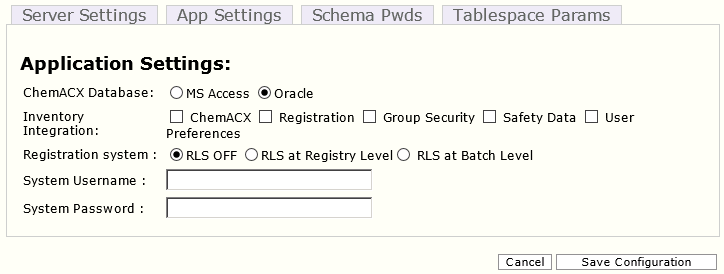 Server Settings App Settings Schema Pwds Tablespace Params
Application Settings:
ChemACX Database: MS Access Oracle
Inventory ChemACX Registration Group Security Safety Data User
Integration: Preferences
Registration system : RLS OFF RLS at Registry Level RLS at Batch Level
System Username :
System Password :
Cancel Save Configuration